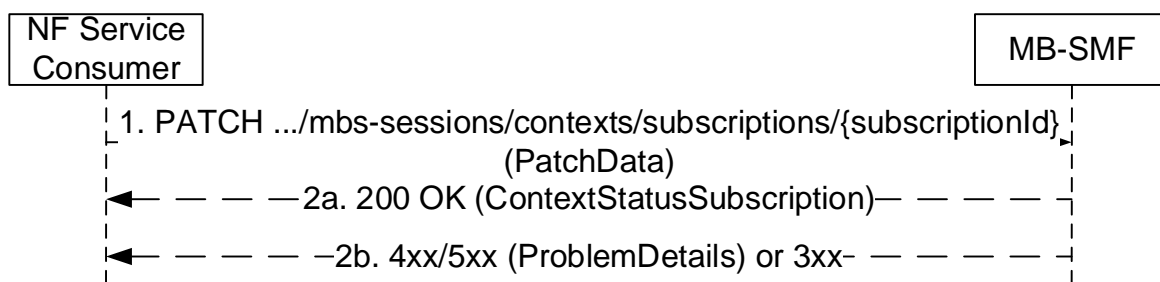 NF Service
Consumer
MB-SMF
1. PATCH .../mbs-sessions/contexts/subscriptions/{subscriptionId}
(PatchData)
2a. 200 OK (ContextStatusSubscription)
2b. 4xx/5xx (ProblemDetails) or 3xx